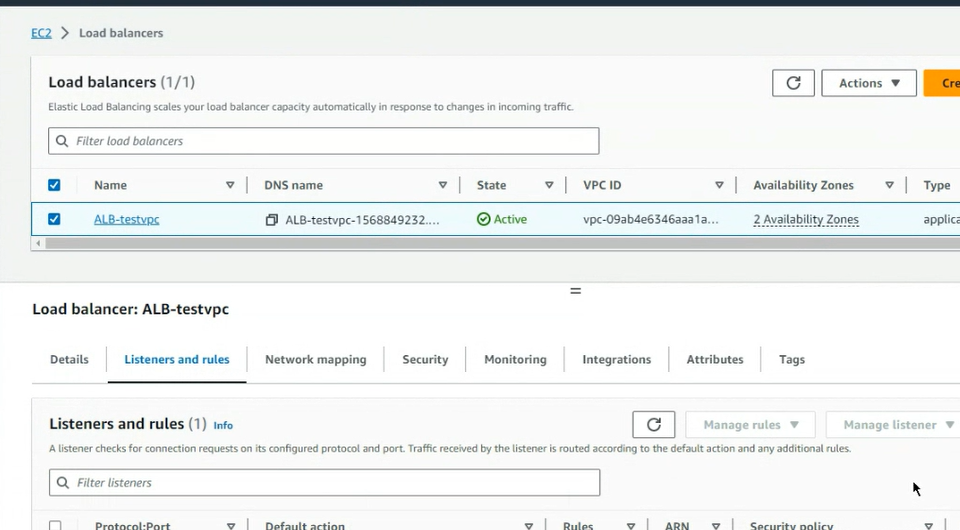 EC2 > Load balancers
Load balancers (1/1)
Actions
Cre
Elastic Load Balancing scales your load balancer capacity automatically in response to changes in incoming traffic.
Filter load balancers
Name DNS name State VPC ID Availability Zones Type
ALB-testvpc ALB-testvpc-1568849232.... Active vpc-09ab4e6346aaa1a... 2 Availability Zones applica
Load balancer: ALB-testvpc
Details Listeners and rules Network mapping Security Monitoring Integrations Attributes Tags
Listeners and rules (1) Info
Manage rules Manage listener
A listener checks for connection requests on its configured protocol and port. Traffic received by the listener is routed according to the default action and any additional rules.
Filter listeners
Protocol:Port Default action Rules ARN Security policy